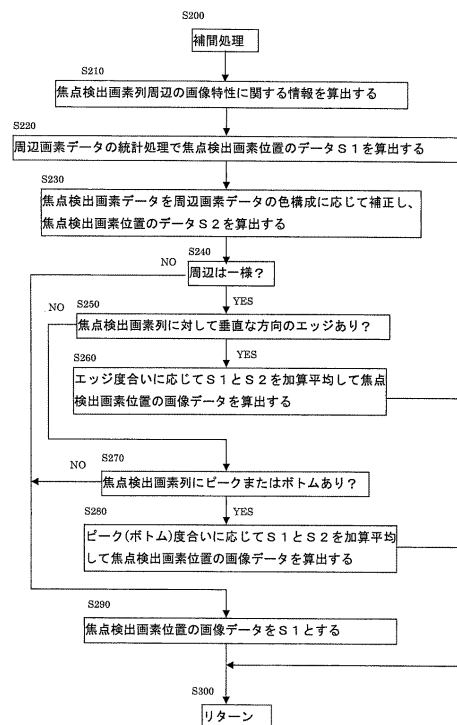 S200
補間処理
S210
焦点検出画素列周辺の画像特性に関する情報を算出する
S220
周辺画素データの統計処理で焦点検出画素位置のデータS1を算出する
S230
焦点検出画素データを周辺画素データの色構成に応じて補正し、
焦点検出画素位置のデータS2を算出する
S240
NO
周辺は一様?
YES
S250
NO
焦点検出画素列に対して垂直な方向のエッジあり?
YES
S260
エッジ度合いに応じてS1とS2を加算平均して焦点
検出画素位置の画像データを算出する
S270
NO
焦点検出画素列にピークまたはボトムあり?
YES
S280
ピーク(ボトム)度合いに応じてS1とS2を加算平均
して焦点検出画素位置の画像データを算出する
S290
焦点検出画素位置の画像データをS1とする
S300
リターン